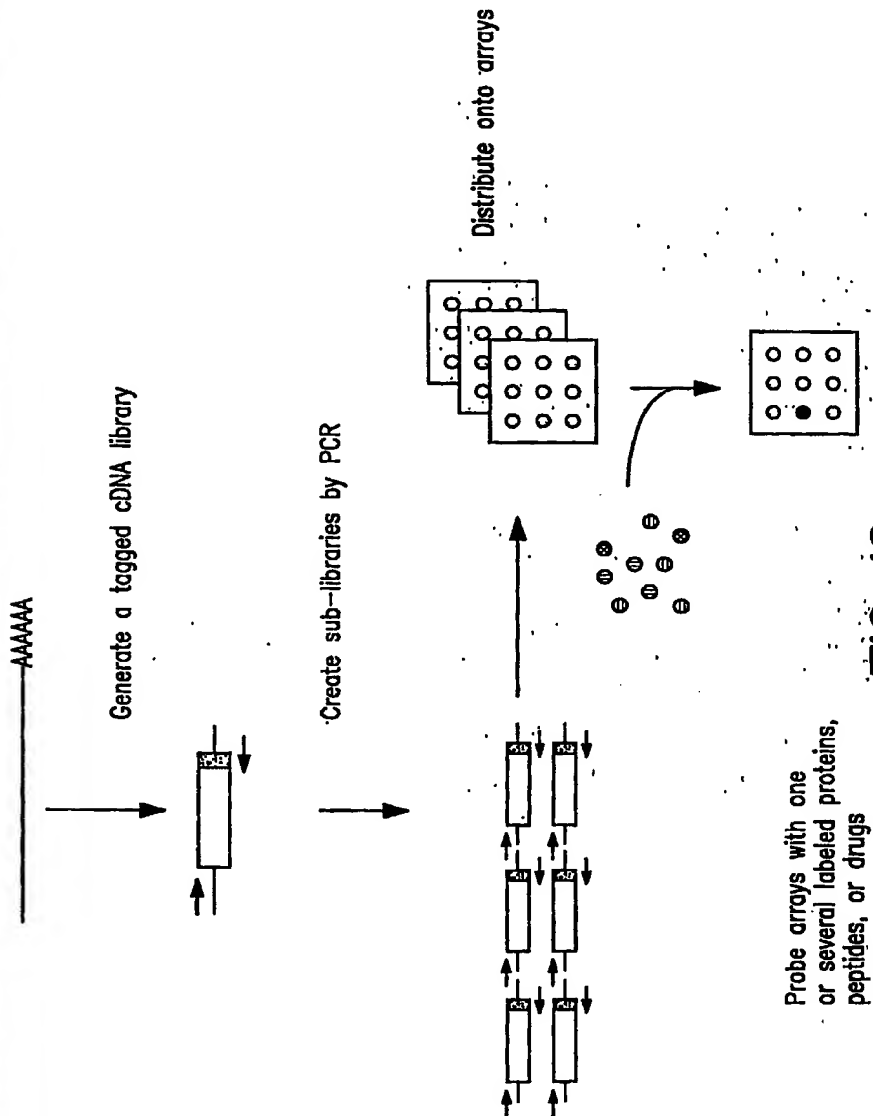 AAAAAA
Generate a tagged cDNA library
Create sub-libraries by PCR
Distribute onto arrays
Probe arrays with one
or several labeled proteins,
peptides, or drugs